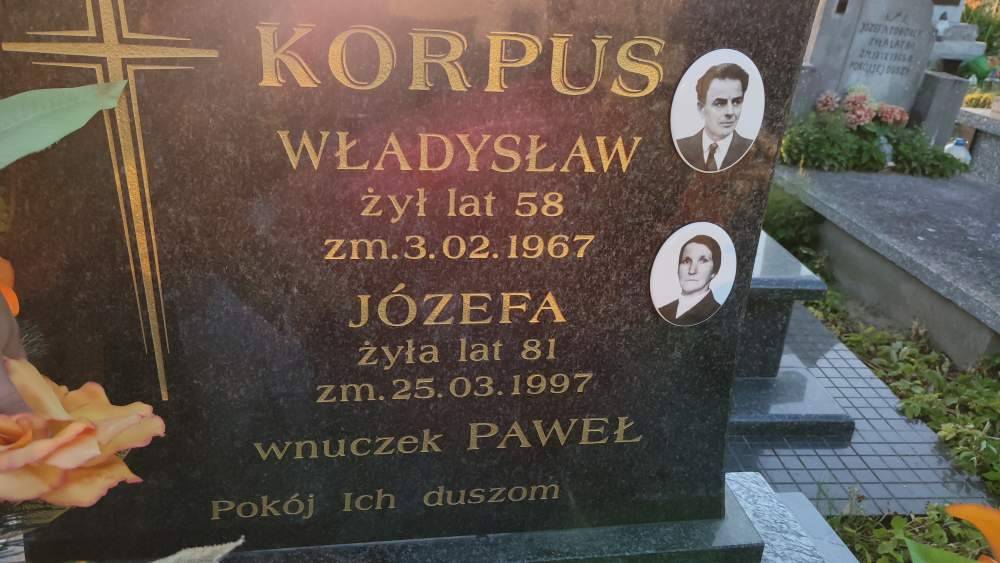 KORPUS
WŁADYSŁAW
żył lat 58
zm. 3.02.1967
JÓZEFA
żyła lat 81
zm. 25.03.1997
wnuczek PAWEŁ
Pokój Ich duszom